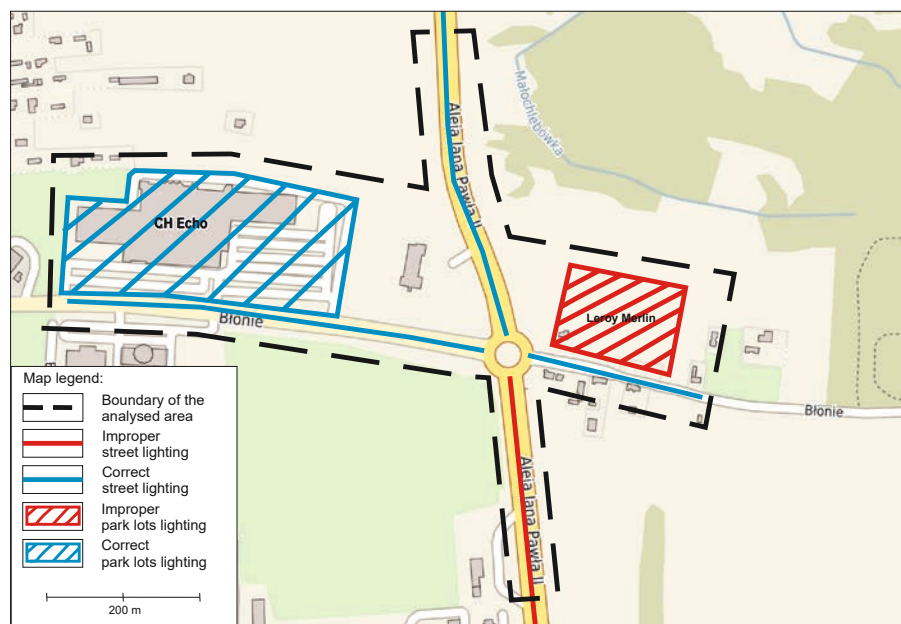 Małochlebówka
Aleja Jana Pawła II
CH Echo
Leroy Merlin
Błonie
Błonie
Aleja Jana Pawła II
Map legend:
Boundary of the
analysed area
Improper
street lighting
Correct
street lighting
Improper
park lots lighting
Correct
park lots lighting
200 m